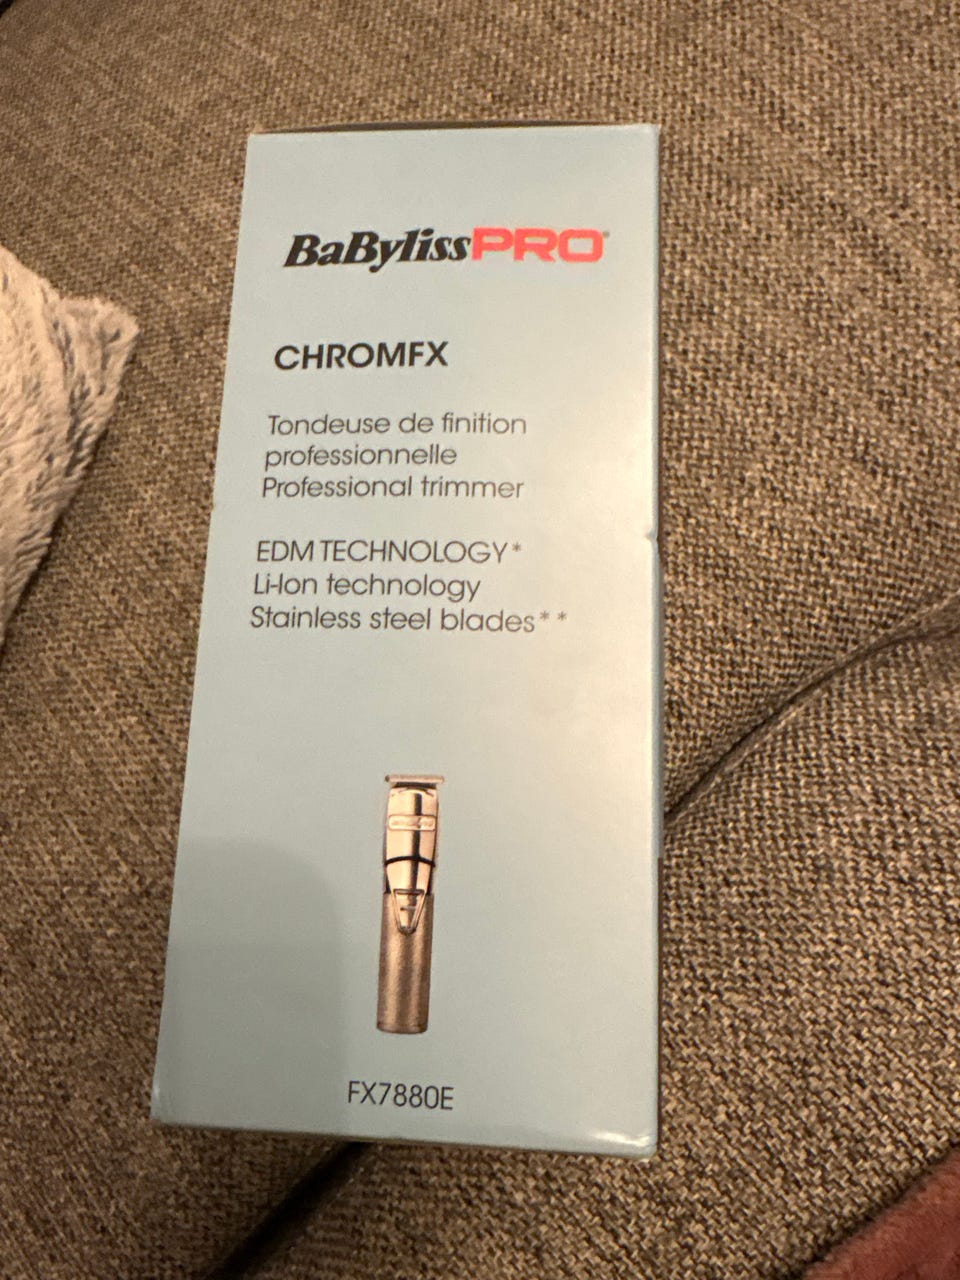 BaBylissPRO®
CHROMFX
Tondeuse de finition
professionnelle
Professional trimmer
EDM TECHNOLOGY*
Li-Ion technology
Stainless steel blades**
FX7880E